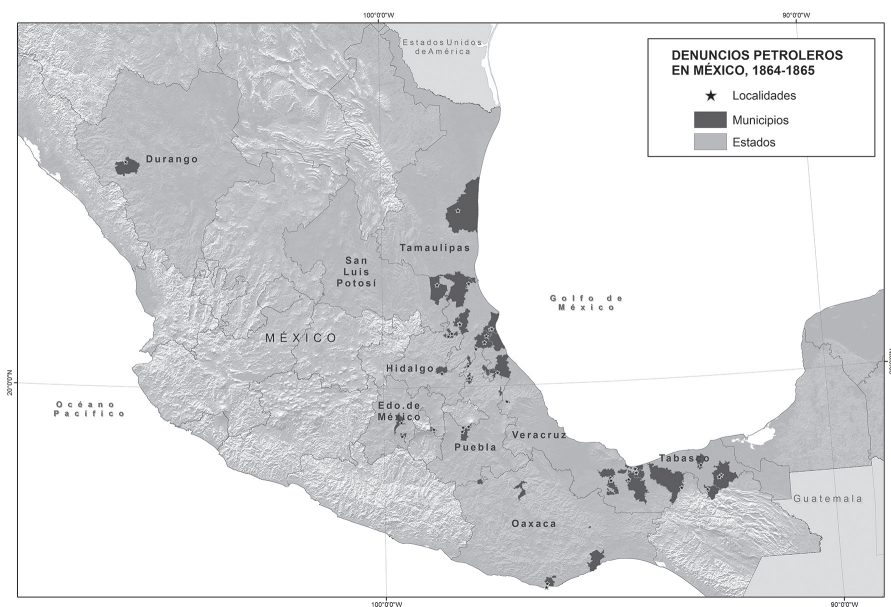 100°0'0"W
90°0'0"W
Estados Unidos
de América
DENUNCIOS PETROLEROS
EN MÉXICO, 1864-1865
Localidades
Municipios
Estados
Durango
Tamaulipas
San
Luis
Potosí
Golfo de
México
MÉXICO
Hidalgo
20°0'0"N
Océano
Pacífico
Edo. de
México
Puebla
Veracruz
Tabasco
Guatemala
Oaxaca
100°0'0"W
90°0'0"W